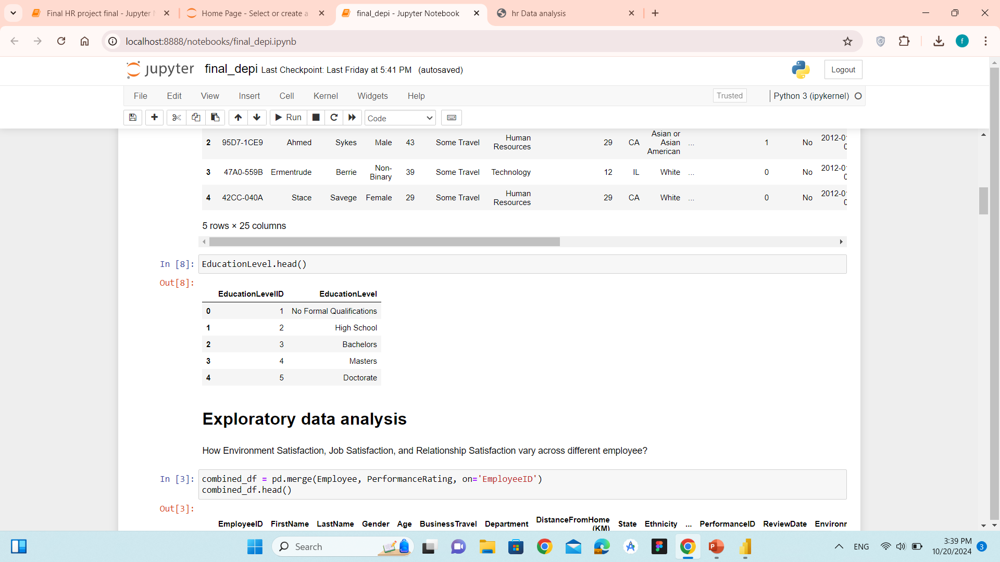 Final HR project final - Jupyter N
Home Page - Select or create a
final_depi - Jupyter Notebook
hr Data analysis
localhost:8888/notebooks/final_depi.ipynb
f
jupyter final_depi Last Checkpoint: Last Friday at 5:41 PM (autosaved)
Logout
File Edit View Insert Cell Kernel Widgets Help
Trusted Python 3 (ipykernel)
Run Code
2 95D7-1CE9 Ahmed Sykes Male 43 Some Travel Human Resources 29 CA Asian or Asian American ... 1 No 2012-0
3 47A0-559B Ermentrude Berrie Non-Binary 39 Some Travel Technology 12 IL White ... 0 No 2012-0
4 42CC-040A Stace Savege Female 29 Some Travel Human Resources 29 CA White ... 0 No 2012-0
5 rows × 25 columns
In [8]: EducationLevel.head()
Out[8]:
EducationLevelID EducationLevel
0 1 No Formal Qualifications
1 2 High School
2 3 Bachelors
3 4 Masters
4 5 Doctorate
Exploratory data analysis
How Environment Satisfaction, Job Satisfaction, and Relationship Satisfaction vary across different employee?
In [3]: combined_df = pd.merge(Employee, PerformanceRating, on='EmployeeID')
combined_df.head()
Out[3]:
EmployeeID FirstName LastName Gender Age BusinessTravel Department DistanceFromHome (KM) State Ethnicity ... PerformanceID ReviewDate Environr
Search
ENG
3:39 PM
10/20/2024
3